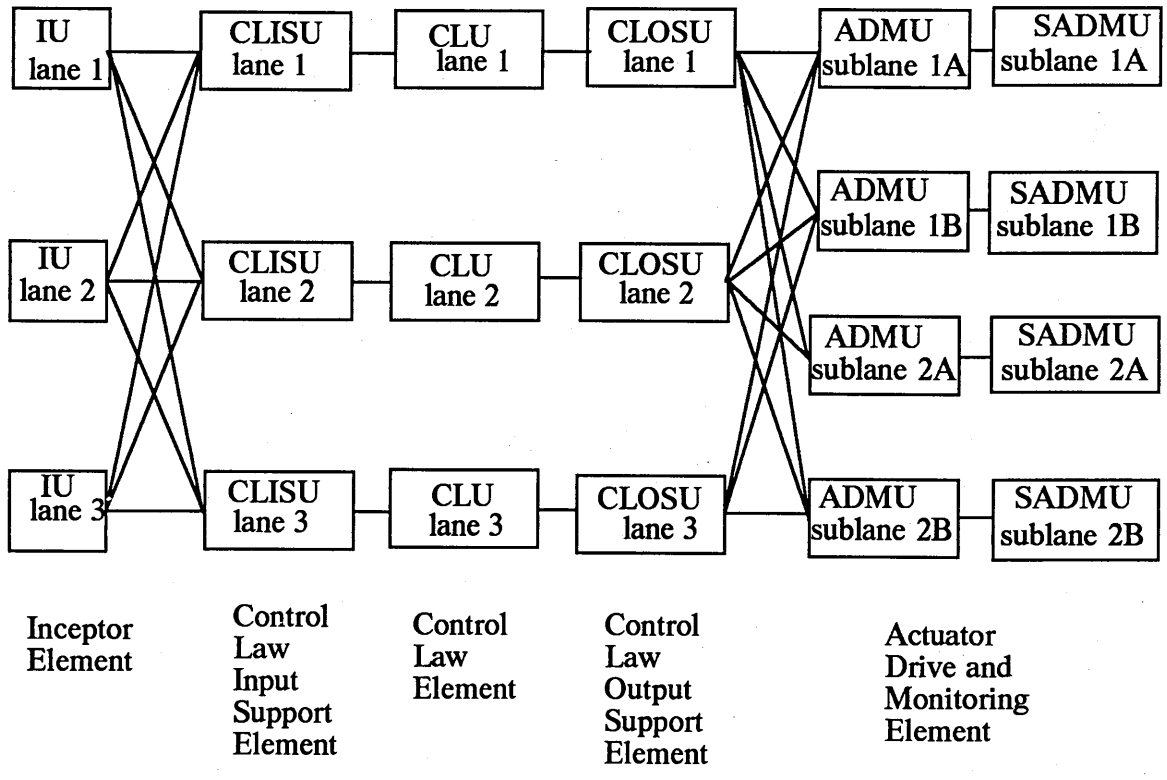 IU
lane 1
CLISU
lane 1
CLU
lane 1
CLOSU
lane 1
ADMU
sublane 1A
SADMU
sublane 1A
ADMU
sublane 1B
SADMU
sublane 1B
IU
lane 2
CLISU
lane 2
CLU
lane 2
CLOSU
lane 2
ADMU
sublane 2A
SADMU
sublane 2A
IU
lane 3
CLISU
lane 3
CLU
lane 3
CLOSU
lane 3
ADMU
sublane 2B
SADMU
sublane 2B
Inceptor
Element
Control
Law
Input
Support
Element
Control
Law
Element
Control
Law
Output
Support
Element
Actuator
Drive and
Monitoring
Element